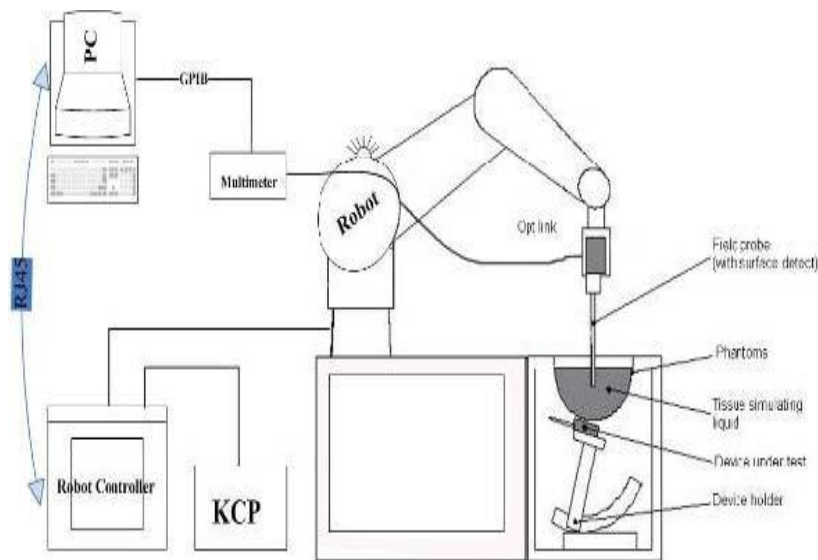 PC
GPIB
Multimeter
Robot
Opt link
Field probe
(with surface detect)
RJ45
Phantoms
Tissue simulating
liquid
Device under test
Device holder
Robot Controller
KCP